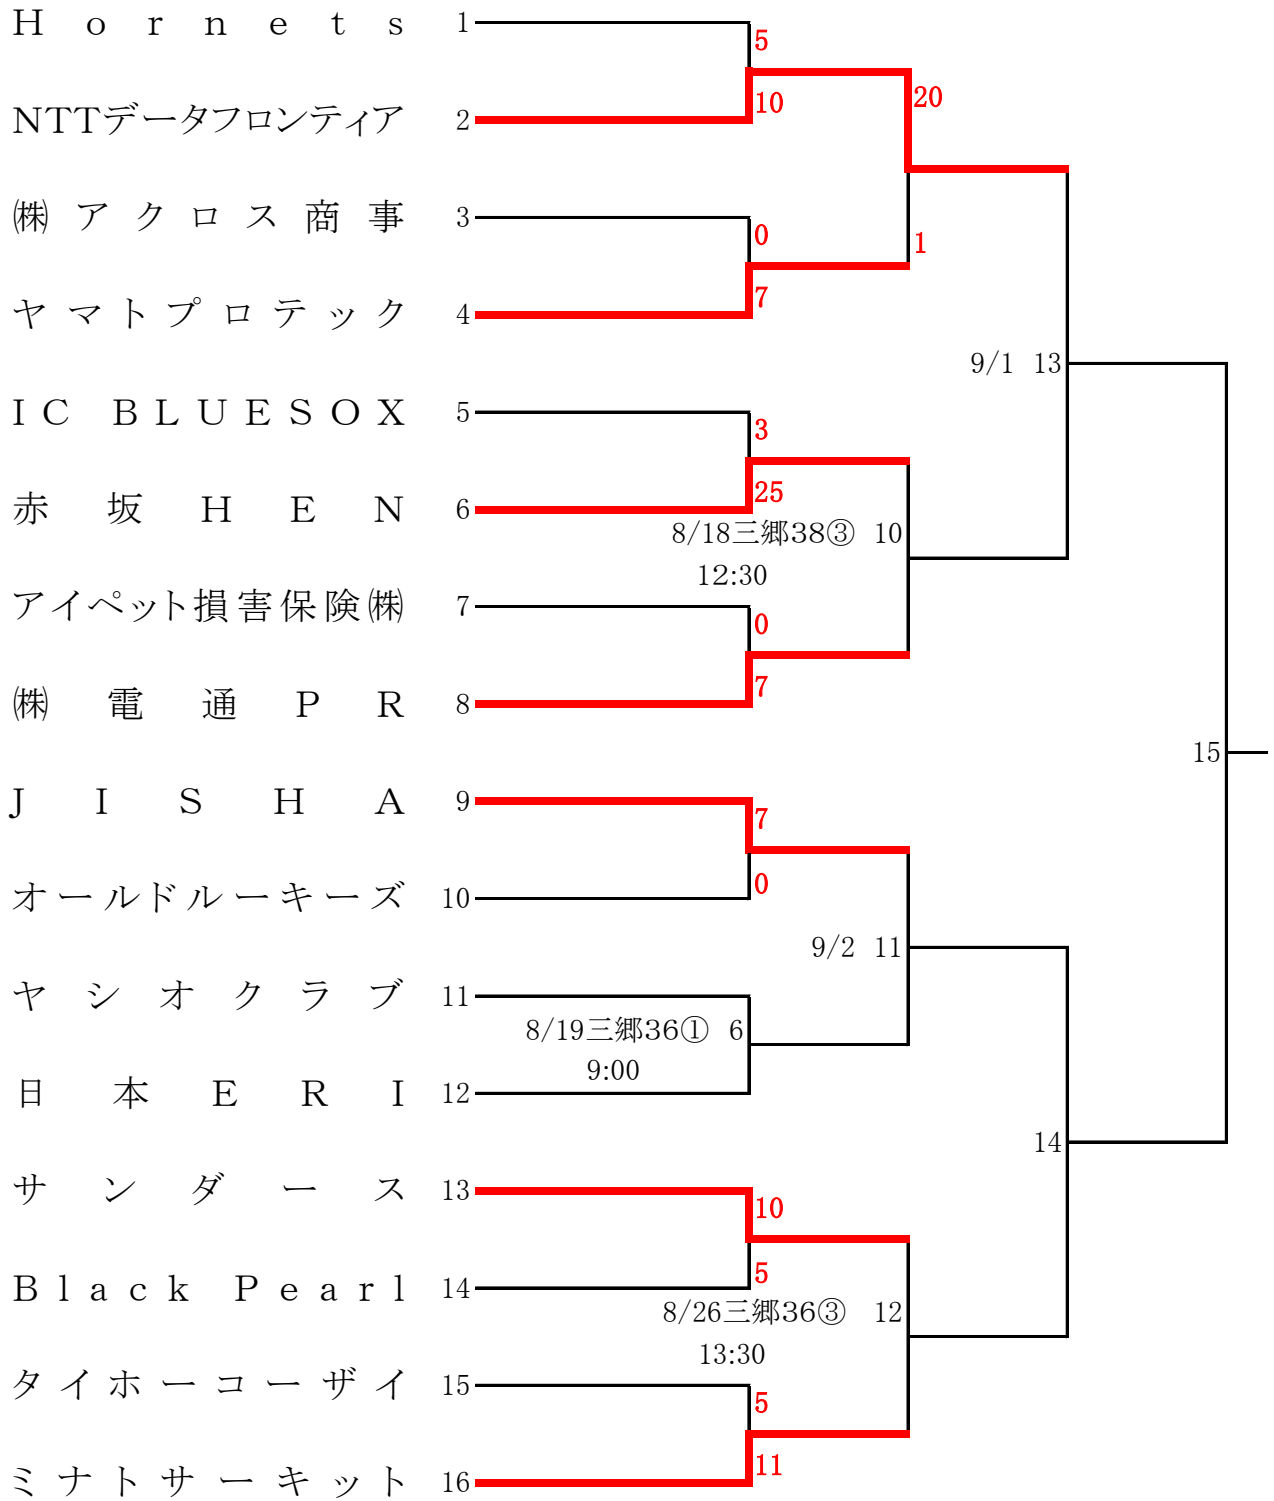 Hornets 1
5
10
NTTデータフロンティア 2
20
㈱アクロス商事 3
0
1
7
ヤマトプロテック 4
9/1 13
IC BLUESOX 5
3
25
赤坂HEN 6
8/18三郷38③ 10
12:30
アイペット損害保険㈱ 7
0
7
㈱電通PR 8
15
JISHA 9
7
0
オールドルーキーズ 10
9/2 11
ヤシオクラブ 11
8/19三郷36① 6
9:00
日本ERI 12
14
サンダース 13
10
5
Black Pearl 14
8/26三郷36③ 12
13:30
タイホーコーザイ 15
5
11
ミナトサーキット 16